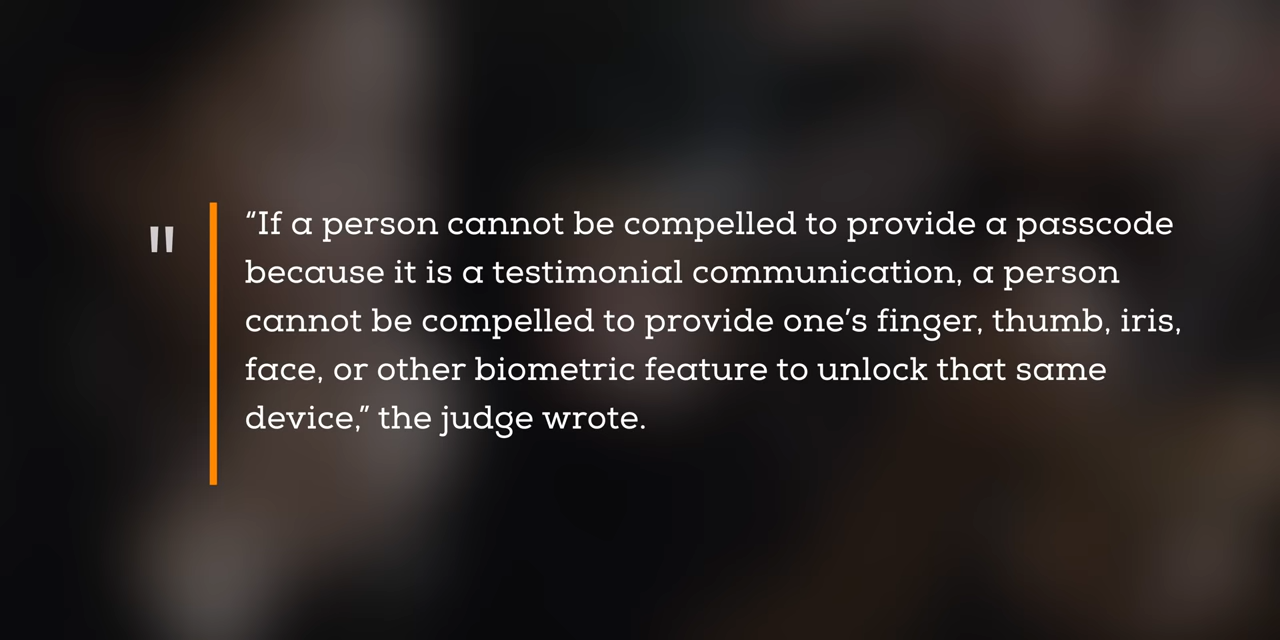 "
“If a person cannot be compelled to provide a passcode
because it is a testimonial communication, a person
cannot be compelled to provide one’s finger, thumb, iris,
face, or other biometric feature to unlock that same
device,” the judge wrote.